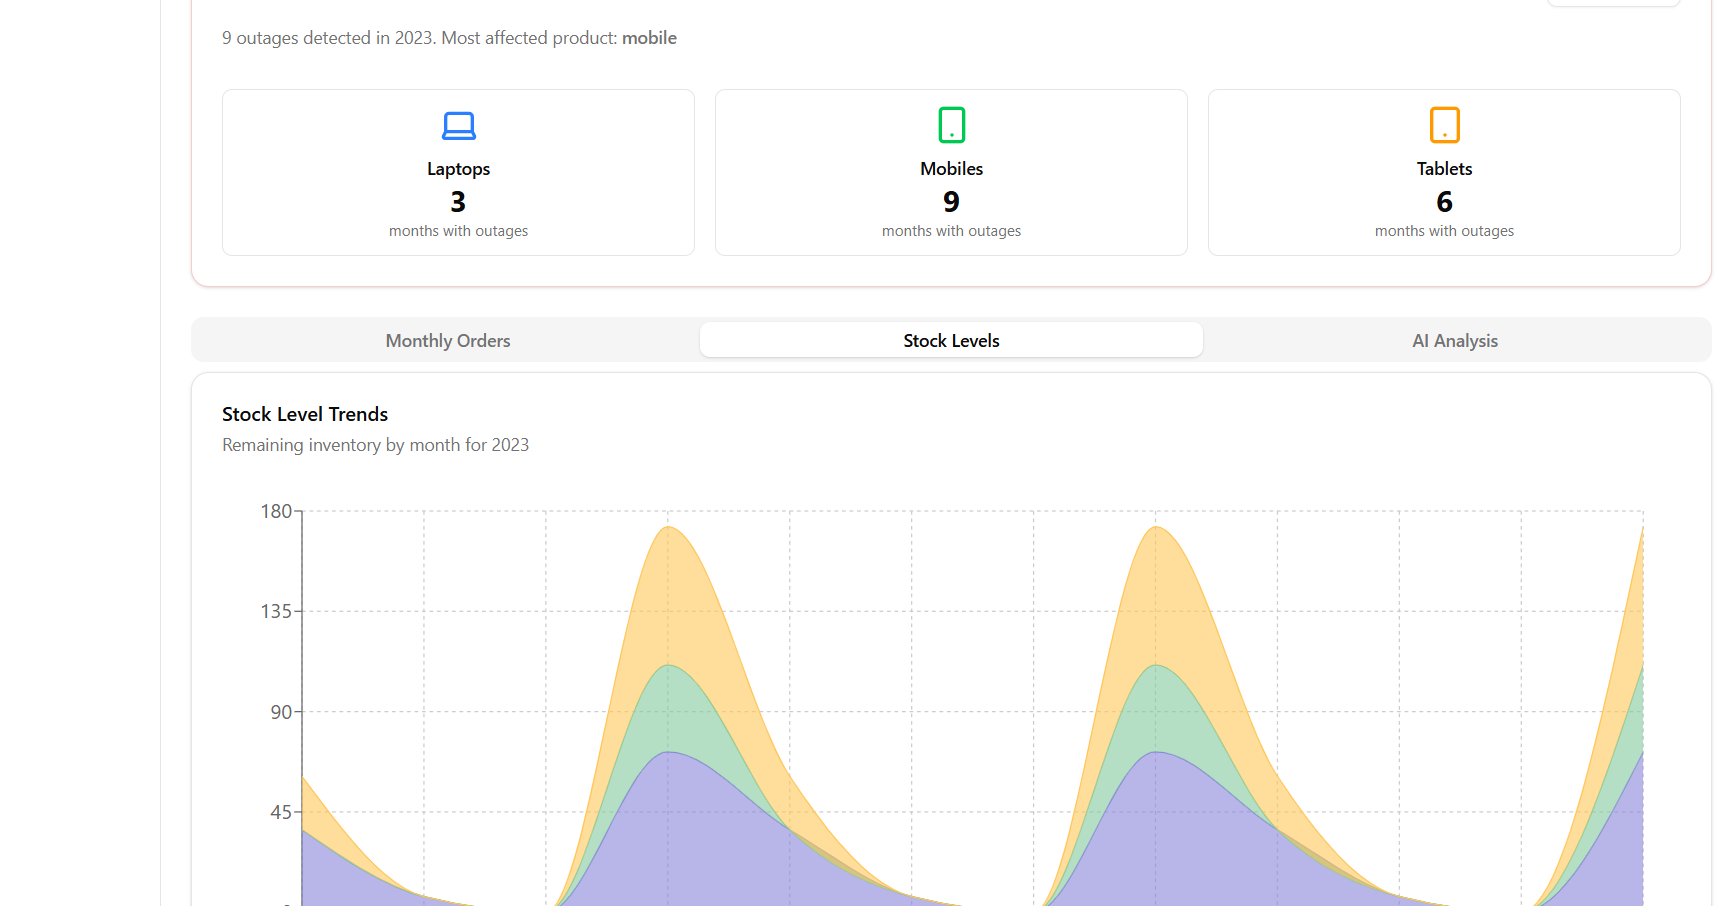 9 outages detected in 2023. Most affected product: mobile
Laptops
3
months with outages
Mobiles
9
months with outages
Tablets
6
months with outages
Monthly Orders
Stock Levels
AI Analysis
Stock Level Trends
Remaining inventory by month for 2023
180
135
90
45